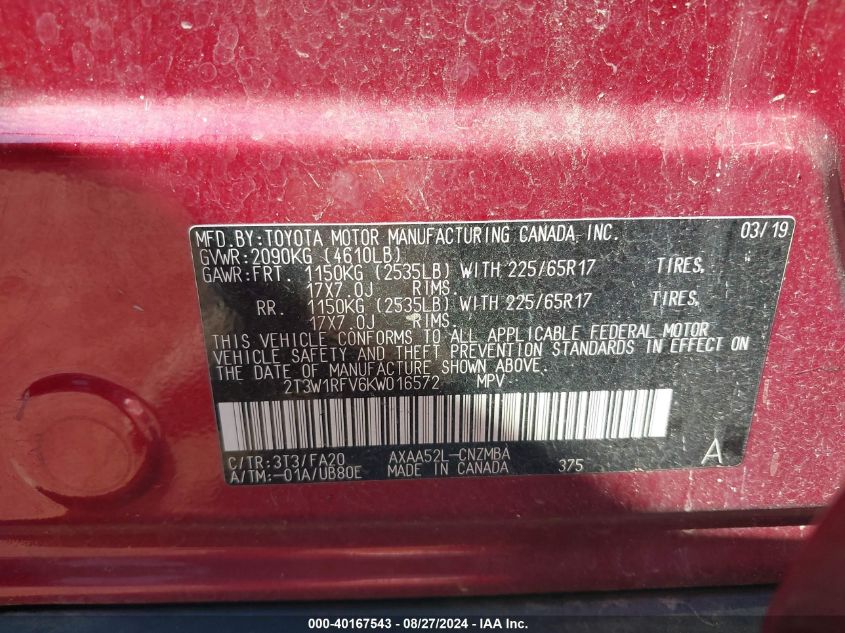 MFD.BY:TOYOTA MOTOR MANUFACTURING CANADA, INC. 03/19
GVWR:2090KG (4610LB)
GAWR:FRT. 1150KG (2535LB) WITH 225/65R17 TIRES,
17X7.0J RIMS.
RR. 1150KG (2535LB) WITH 225/65R17 TIRES,
17X7.0J RIMS.
THIS VEHICLE CONFORMS TO ALL APPLICABLE FEDERAL MOTOR
VEHICLE SAFETY AND THEFT PREVENTION STANDARDS IN EFFECT ON
THE DATE OF MANUFACTURE SHOWN ABOVE.
2T3W1RFV6KW016572 MPV
C/TR:3T3/FA20 AXAA52L-CNZMBA
A/TM:-01A/UB80E MADE IN CANADA 375 A
000-40167543 - 08/27/2024 - IAA Inc.